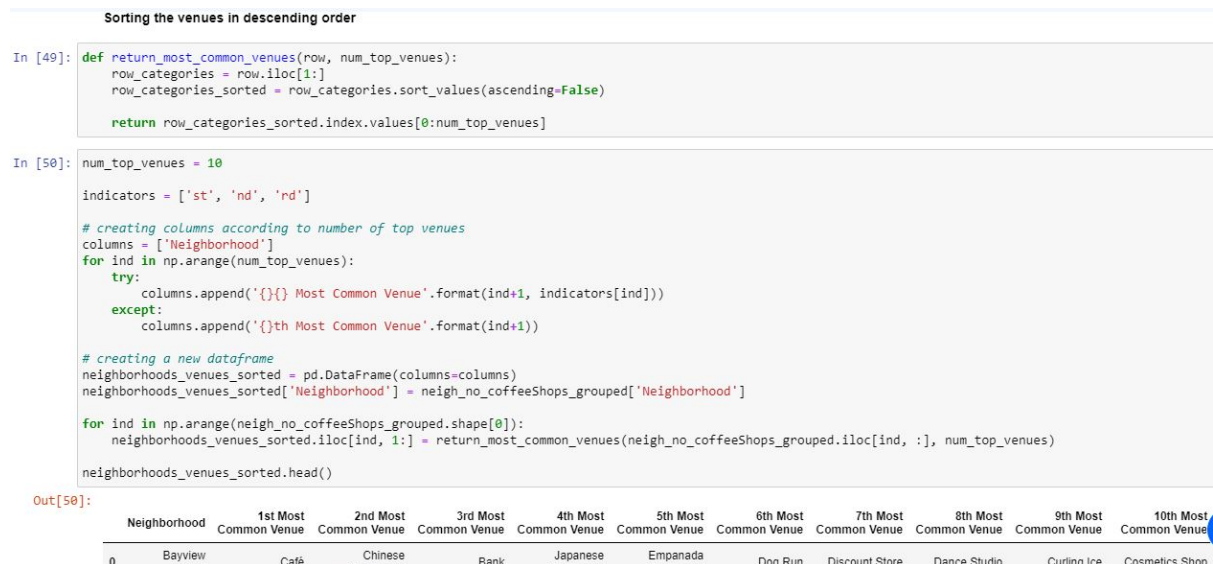 Sorting the venues in descending order
In [49]: def return_most_common_venues(row, num_top_venues):
    row_categories = row.iloc[1:]
    row_categories_sorted = row_categories.sort_values(ascending=False)
    return row_categories_sorted.index.values[0:num_top_venues]
In [50]: num_top_venues = 10
indicators = ['st', 'nd', 'rd']
# creating columns according to number of top venues
columns = ['Neighborhood']
for ind in np.arange(num_top_venues):
    try:
        columns.append('{}{} Most Common Venue'.format(ind+1, indicators[ind]))
    except:
        columns.append('{}th Most Common Venue'.format(ind+1))
# creating a new dataframe
neighborhoods_venues_sorted = pd.DataFrame(columns=columns)
neighborhoods_venues_sorted['Neighborhood'] = neigh_no_coffeeShops_grouped['Neighborhood']
for ind in np.arange(neigh_no_coffeeShops_grouped.shape[0]):
    neighborhoods_venues_sorted.iloc[ind, 1:] = return_most_common_venues(neigh_no_coffeeShops_grouped.iloc[ind, :], num_top_venues)
neighborhoods_venues_sorted.head()
Out[50]:
1st Most 2nd Most 3rd Most 4th Most 5th Most 6th Most 7th Most 8th Most 9th Most 10th Most
Neighborhood Common Venue Common Venue Common Venue Common Venue Common Venue Common Venue Common Venue Common Venue Common Venue Common Venue
Bayview Chinese Japanese Empanada
0 Café Bank Dog Run Discount Store Dance Studio Curling Ice Cosmetics Shop